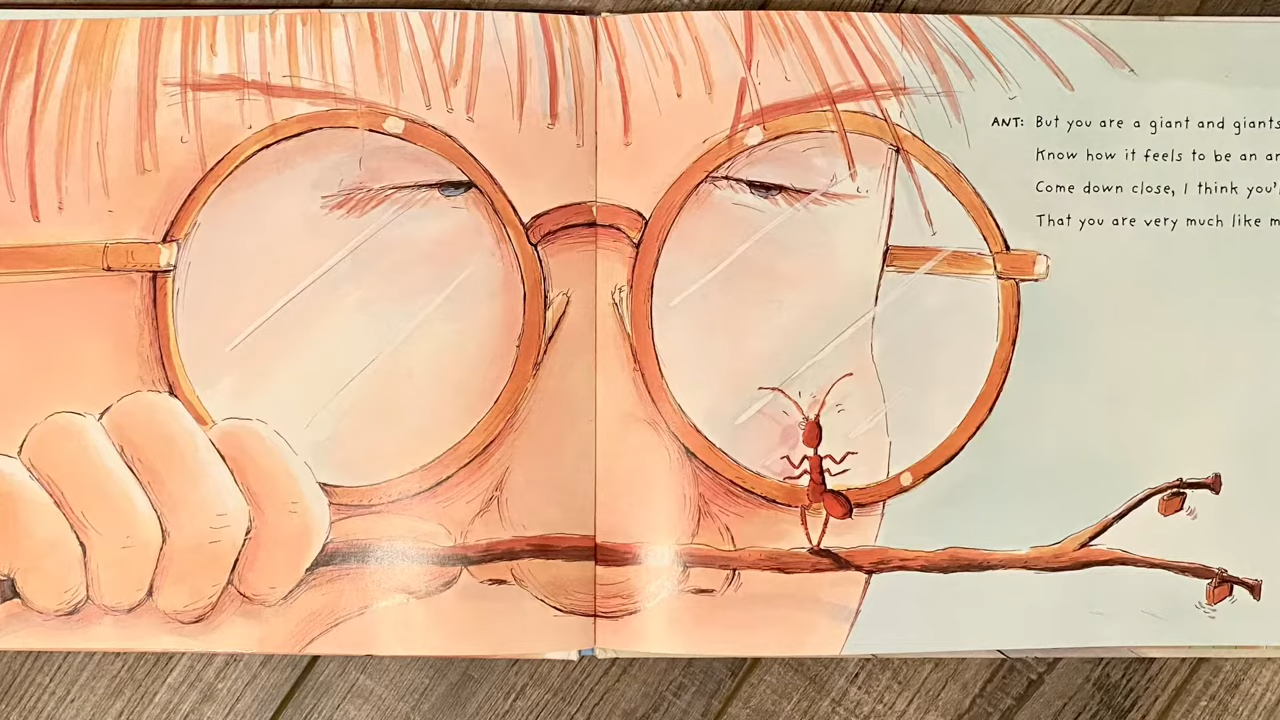 ANT: But you are a giant and giants
Know how it feels to be an
Come down close, I think
That you are very much like